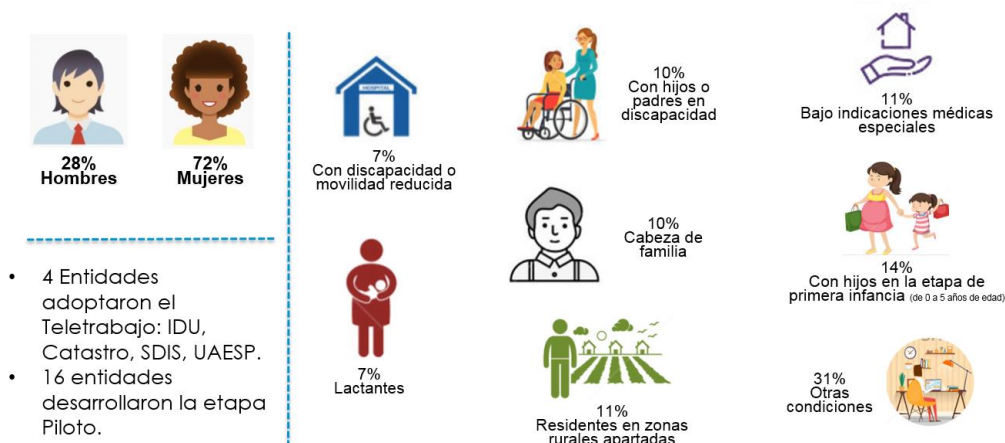 28%
Hombres
72%
Mujeres
• 4 Entidades
adoptaron el
Teletrabajo: IDU,
Catastro, SDIS, UAESP.
• 16 entidades
desarrollaron la etapa
Piloto.
HOSPITAL
7%
Con discapacidad o
movilidad reducida
7%
Lactantes
10%
Con hijos o
padres en
discapacidad
10%
Cabeza de
familia
11%
Residentes en zonas
rurales apartadas
11%
Bajo indicaciones médicas
especiales
14%
Con hijos en la etapa de
primera infancia (de 0 a 5 años de edad)
31%
Otras
condiciones